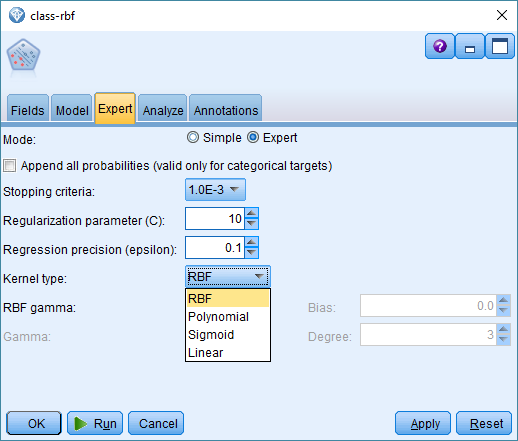 class-rbf
?
Fields Model Expert Analyze Annotations
Mode: Simple Expert
Append all probabilities (valid only for categorical targets)
Stopping criteria: 1.0E-3
Regularization parameter (C): 10
Regression precision (epsilon): 0.1
Kernel type: RBF
RBF
RBF gamma: Bias: 0.0
Polynomial
Sigmoid
Gamma: Degree: 3
Linear
OK Run Cancel Apply Reset